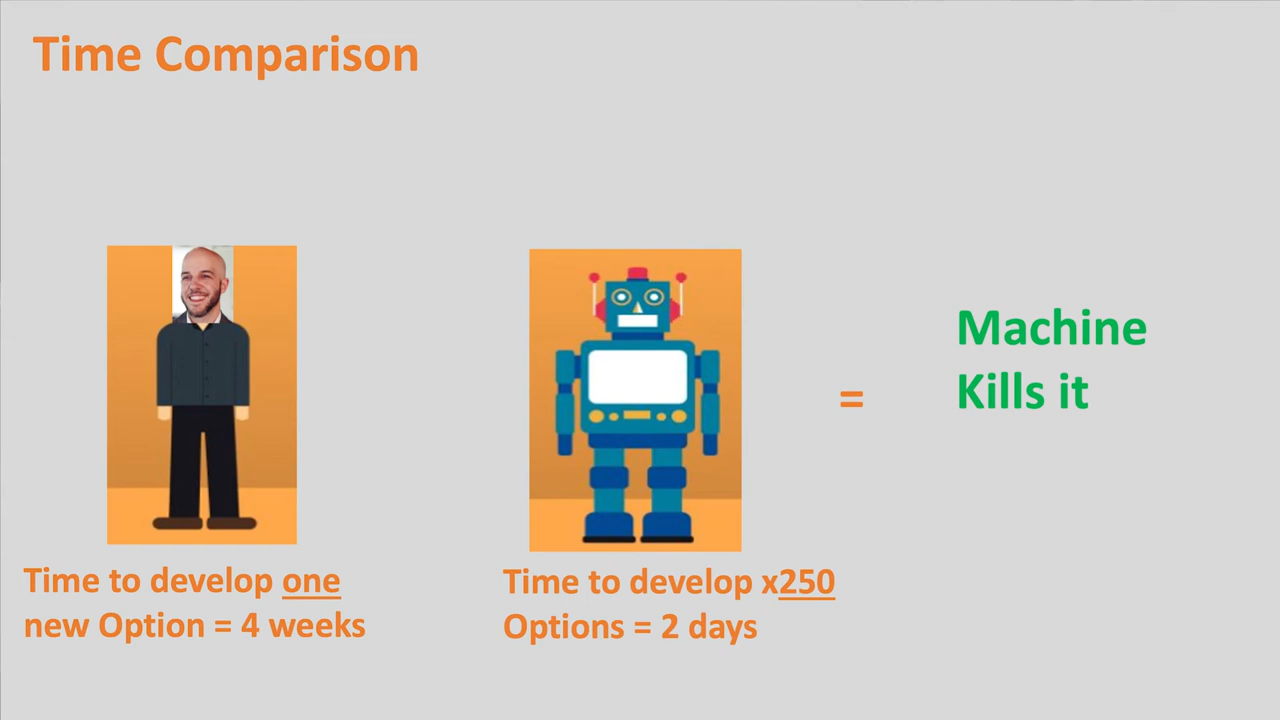 Time Comparison
Time to develop one
new Option = 4 weeks
Time to develop x250
Options = 2 days
=
Machine
Kills it